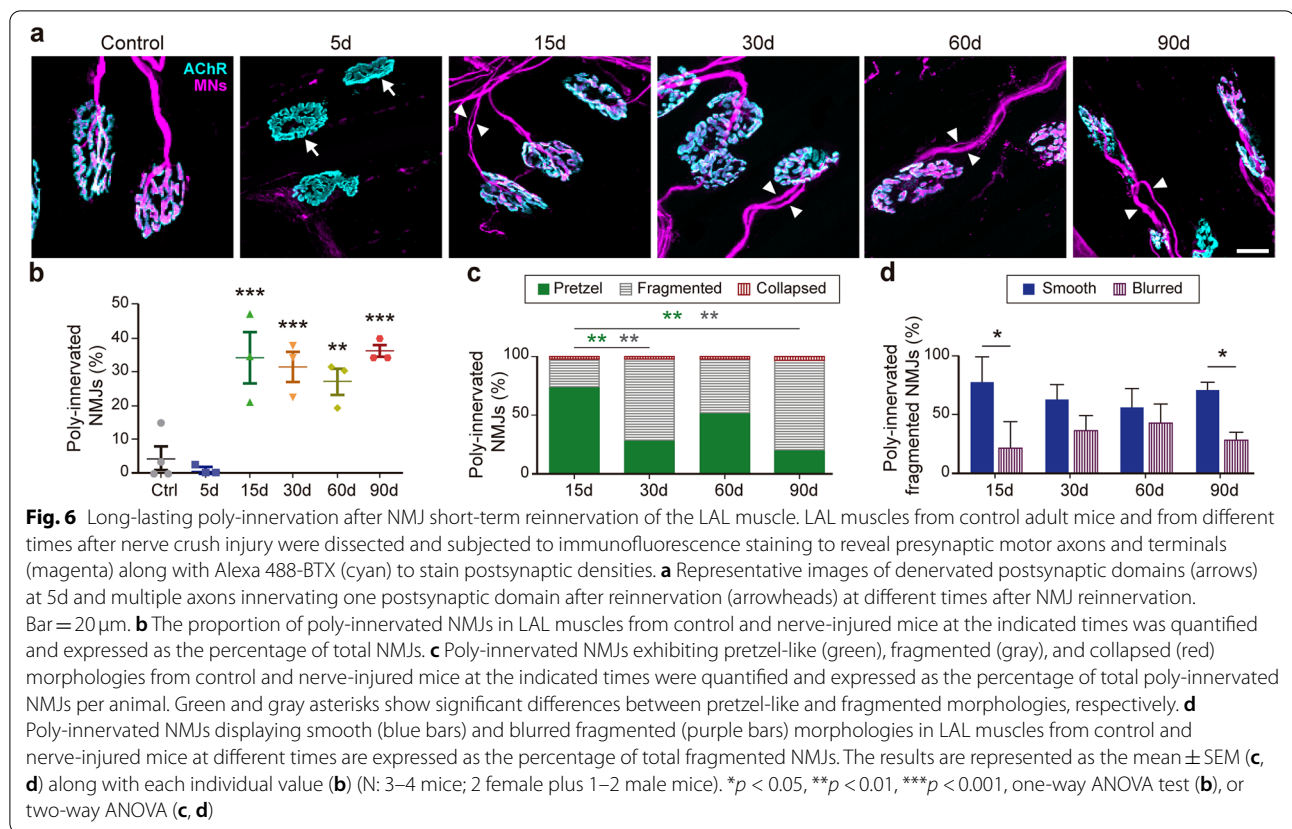 a
Control 5d 15d 30d 60d 90d
AChR
MNs
b
Poly-innervated
NMJs (%)
50
40
30
20
10
0
*** *** ** ***
Ctrl 5d 15d 30d 60d 90d
c
Pretzel Fragmented Collapsed
Poly-innervated
NMJs (%)
** **
** **
100
50
0
15d 30d 60d 90d
d
Smooth Blurred
Poly-innervated
fragmented NMJs (%)
100
50
0
* *
15d 30d 60d 90d
Fig. 6 Long-lasting poly-innervation after NMJ short-term reinnervation of the LAL muscle. LAL muscles from control adult mice and from different
times after nerve crush injury were dissected and subjected to immunofluorescence staining to reveal presynaptic motor axons and terminals
(magenta) along with Alexa 488-BTX (cyan) to stain postsynaptic densities. a Representative images of denervated postsynaptic domains (arrows)
at 5d and multiple axons innervating one postsynaptic domain after reinnervation (arrowheads) at different times after NMJ reinnervation.
Bar = 20 μm. b The proportion of poly-innervated NMJs in LAL muscles from control and nerve-injured mice at the indicated times was quantified
and expressed as the percentage of total NMJs. c Poly-innervated NMJs exhibiting pretzel-like (green), fragmented (gray), and collapsed (red)
morphologies from control and nerve-injured mice at the indicated times were quantified and expressed as the percentage of total poly-innervated
NMJs per animal. Green and gray asterisks show significant differences between pretzel-like and fragmented morphologies, respectively. d
Poly-innervated NMJs displaying smooth (blue bars) and blurred fragmented (purple bars) morphologies in LAL muscles from control and
nerve-injured mice at different times are expressed as the percentage of total fragmented NMJs. The results are represented as the mean ± SEM (c,
d) along with each individual value (b) (N: 3–4 mice; 2 female plus 1–2 male mice). *p < 0.05, **p < 0.01, ***p < 0.001, one-way ANOVA test (b), or
two-way ANOVA (c, d)